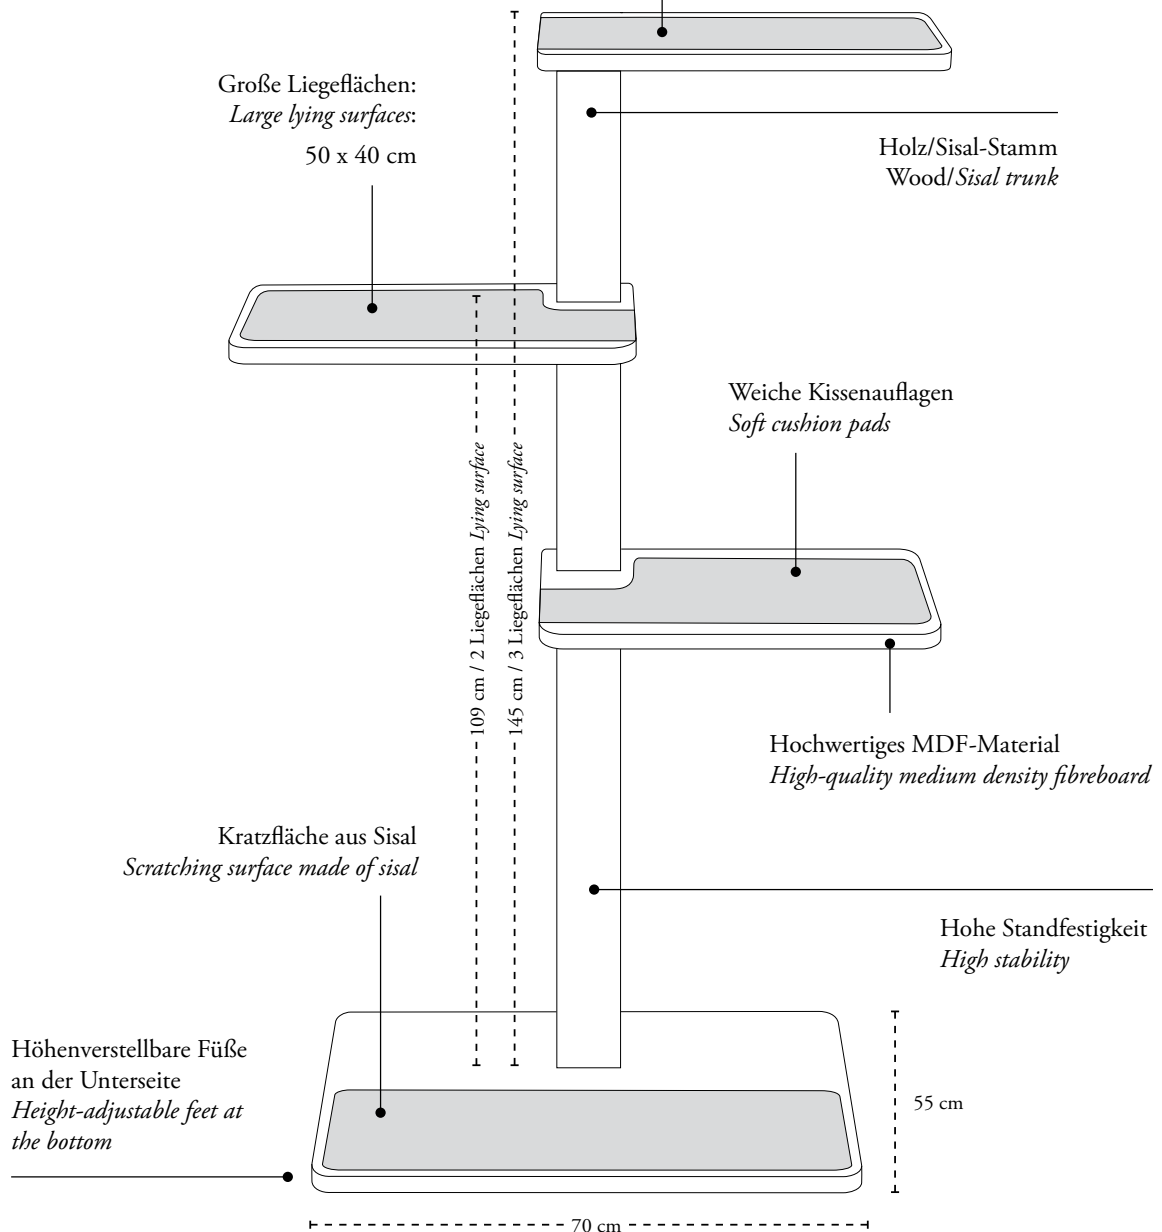 Große Liegeflächen:
Large lying surfaces:
50 x 40 cm
Holz/Sisal-Stamm
Wood/Sisal trunk
Weiche Kissenauflagen
Soft cushion pads
109 cm / 2 Liegeflächen Lying surface
145 cm / 3 Liegeflächen Lying surface
Hochwertiges MDF-Material
High-quality medium density fibreboard
Kratzfläche aus Sisal
Scratching surface made of sisal
Hohe Standfestigkeit
High stability
Höhenverstellbare Füße
an der Unterseite
Height-adjustable feet at
the bottom
55 cm
70 cm